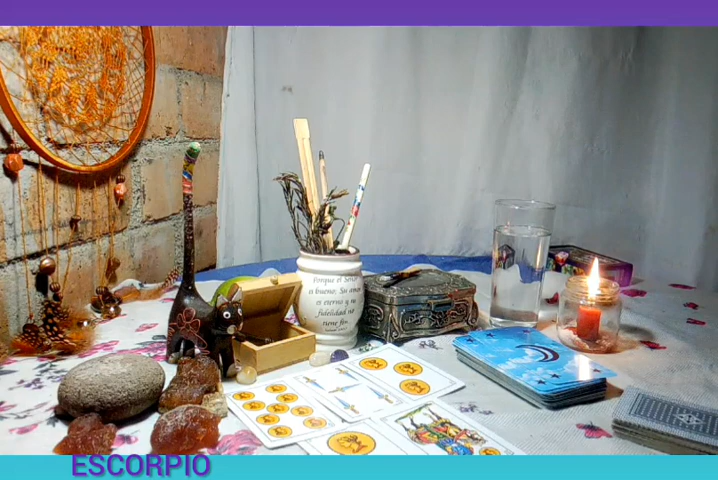 Porque el Señor
es bueno; Su amor
es eterno y su
fidelidad no
tiene fin.
ESCORPIO